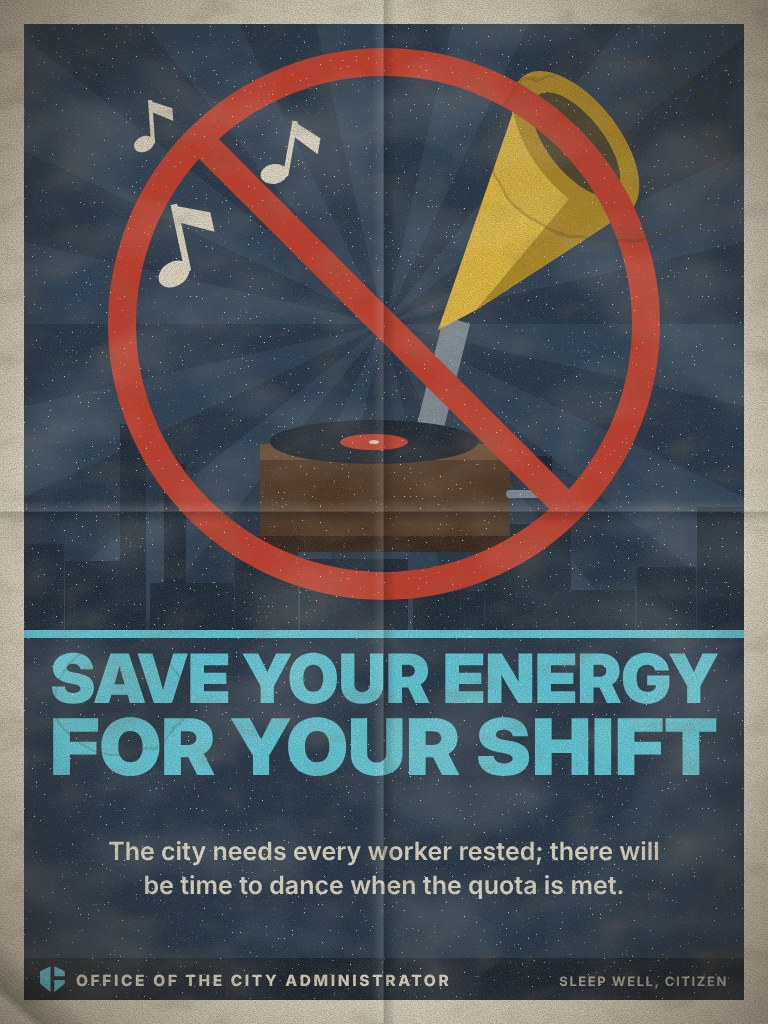 SAVE YOUR ENERGY
FOR YOUR SHIFT
The city needs every worker rested; there will
be time to dance when the quota is met.
OFFICE OF THE CITY ADMINISTRATOR
SLEEP WELL, CITIZEN